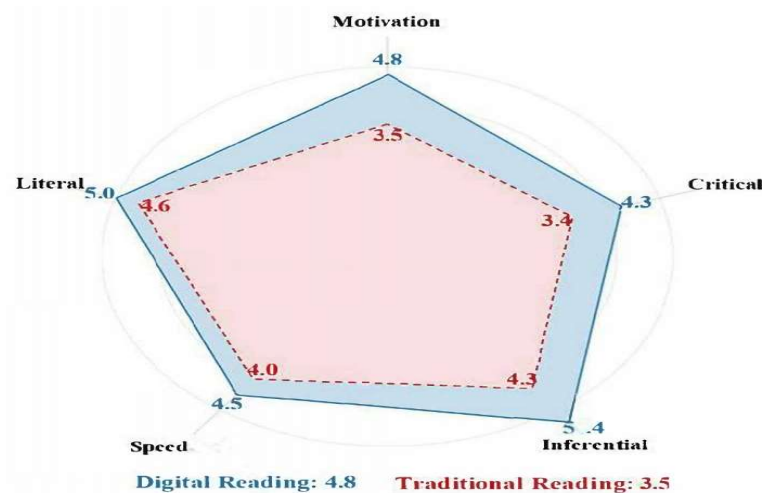 Motivation
4.8
3.5
Literal
5.0
4.6
Critical
4.3
3.4
4.0
4.5
4.3
Speed
Inferential
Digital Reading: 4.8 Traditional Reading: 3.5